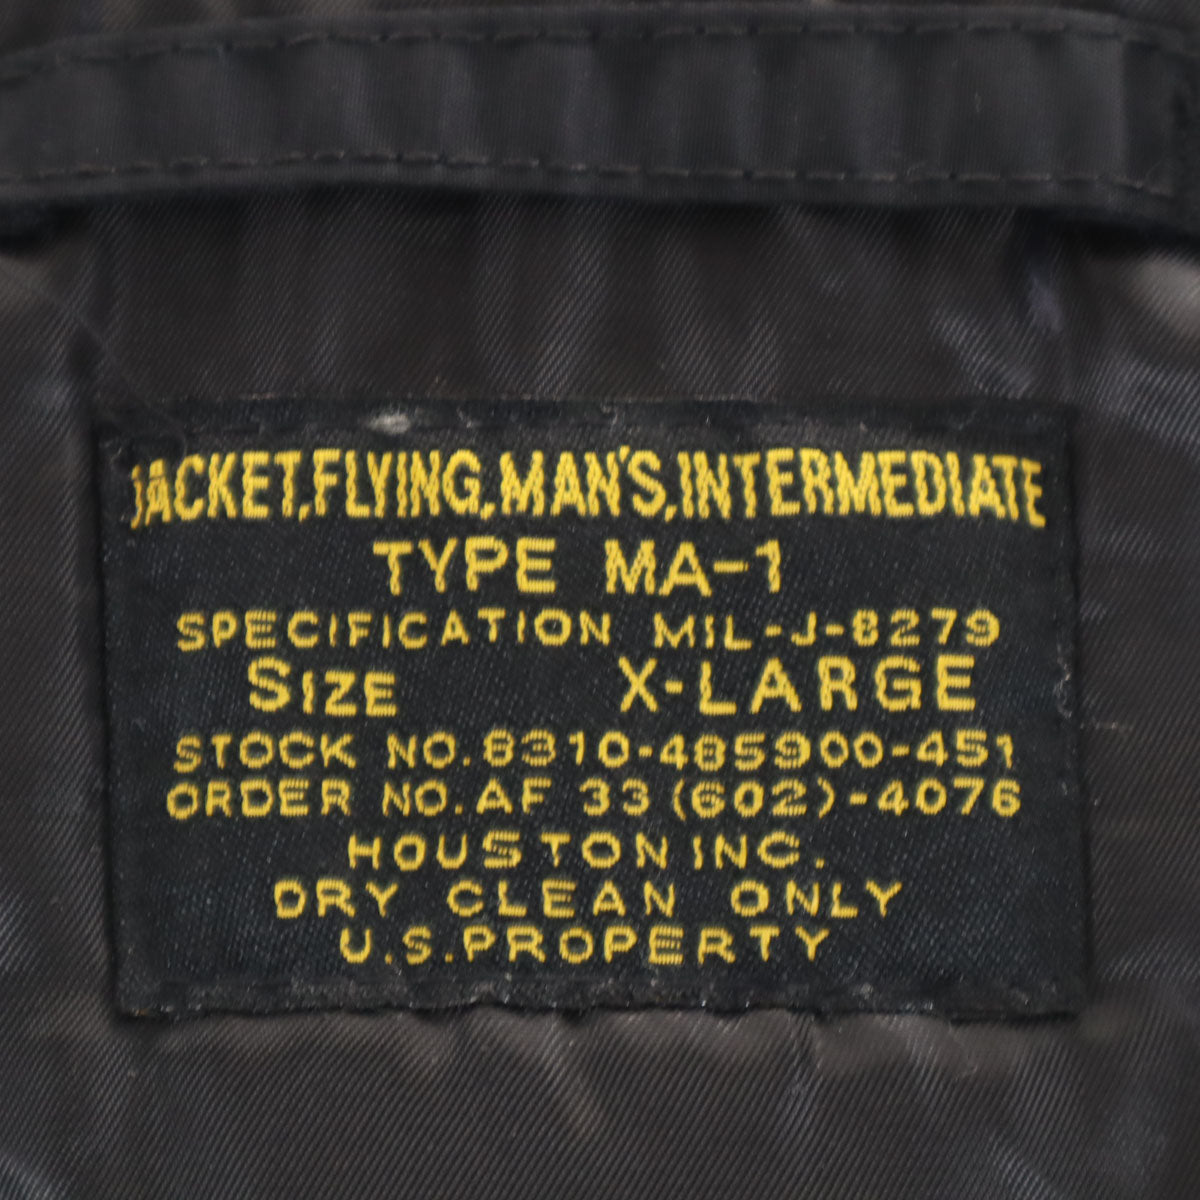 JACKET,FLYING,MAN'S,INTERMEDIATE
TYPE MA-1
SPECIFICATION MIL-J-8279
SIZE X-LARGE
STOCK NO.8310-485900-451
ORDER NO.AF 33(602)-4076
HOUSTON INC.
DRY CLEAN ONLY
U.S.PROPERTY